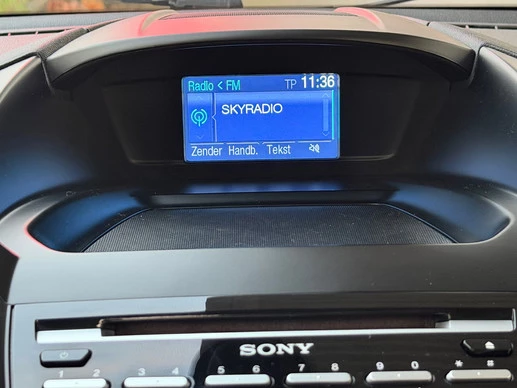 Radio < FM TP 11:36
SKYRADIO
Zender Handb. Tekst
SONY
1 2 3 4 5 6 7 8 9 0 * #